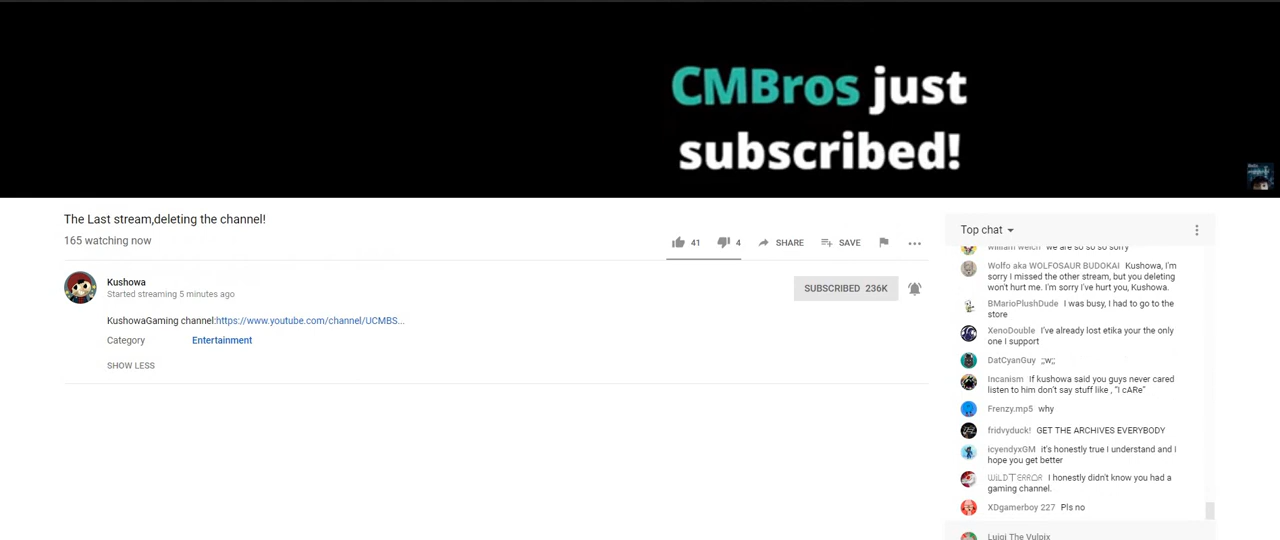 CMBros just
subscribed!
The Last stream,deleting the channel!
165 watching now
41
4
SHARE
SAVE
Kushowa
Started streaming 5 minutes ago
SUBSCRIBED 236K
KushowaGaming channel:https://www.youtube.com/channel/UCMBS...
Category
Entertainment
SHOW LESS
Top chat
william welch we are so so so sorry
Wolfo aka WOLFOSAUR BUDOKAI Kushowa, I'm
sorry I missed the other stream, but you deleting
won't hurt me. I'm sorry I've hurt you, Kushowa.
BMarioPlushDude I was busy, I had to go to the
store
XenoDouble I've already lost etika your the only
one I support
DatCyanGuy ;;w;;
Incanism If kushowa said you guys never cared
listen to him don't say stuff like , “I cARe”
Frenzy.mp5 why
fridvyduck! GET THE ARCHIVES EVERYBODY
icyendyxGM it's honestly true I understand and I
hope you get better
WILDTERROR I honestly didn't know you had a
gaming channel.
XDgamerboy 227 Pls no
Luigi The Vulpix